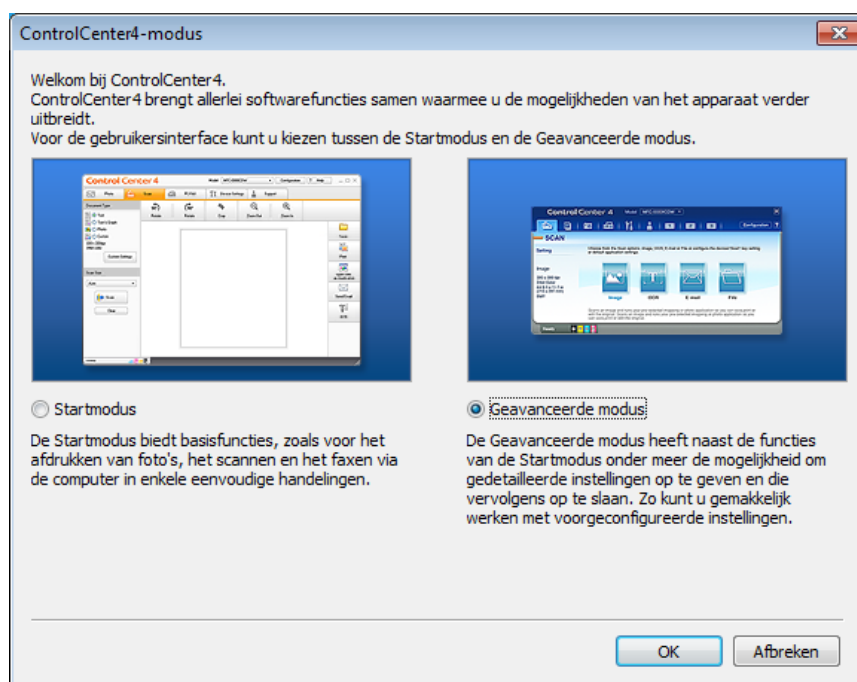 ControlCenter4-modus
Welkom bij ControlCenter4.
ControlCenter4 brengt allerlei softwarefuncties samen waarmee u de mogelijkheden van het apparaat verder
uitbreidt.
Voor de gebruikersinterface kunt u kiezen tussen de Startmodus en de Geavanceerde modus.
Control Center 4
Control Center 4
SCAN
Setting
Image
Image
OCR
E-mail
File
Startmodus
De Startmodus biedt basisfuncties, zoals voor het
afdrukken van foto's, het scannen en het faxen via
de computer in enkele eenvoudige handelingen.
Geavanceerde modus
De Geavanceerde modus heeft naast de functies
van de Startmodus onder meer de mogelijkheid om
gedetailleerde instellingen op te geven en die
vervolgens op te slaan. Zo kunt u gemakkelijk
werken met voorgeconfigureerde instellingen.
OK
Afbreken